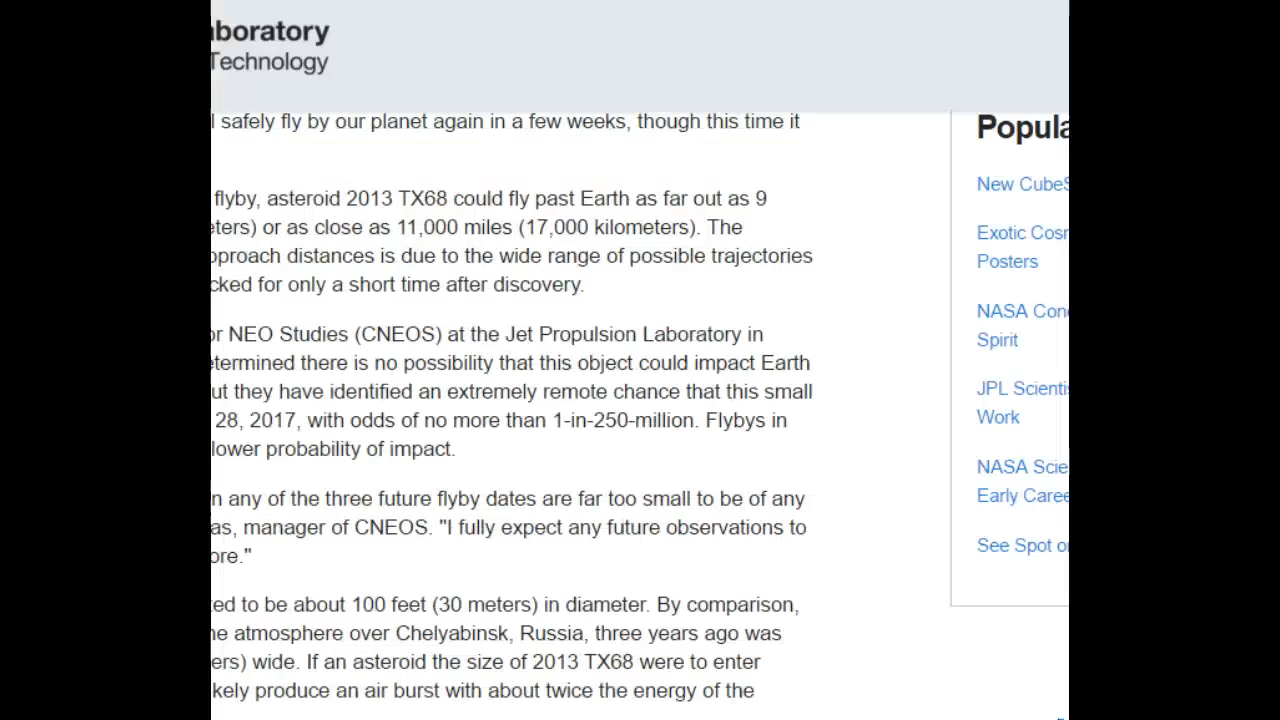 aboratory
Technology
l safely fly by our planet again in a few weeks, though this time it
flyby, asteroid 2013 TX68 could fly past Earth as far out as 9
eters) or as close as 11,000 miles (17,000 kilometers). The
pproach distances is due to the wide range of possible trajectories
cked for only a short time after discovery.
or NEO Studies (CNEOS) at the Jet Propulsion Laboratory in
etermined there is no possibility that this object could impact Earth
ut they have identified an extremely remote chance that this small
28, 2017, with odds of no more than 1-in-250-million. Flybys in
lower probability of impact.
n any of the three future flyby dates are far too small to be of any
as, manager of CNEOS. "I fully expect any future observations to
ore."
ted to be about 100 feet (30 meters) in diameter. By comparison,
he atmosphere over Chelyabinsk, Russia, three years ago was
ers) wide. If an asteroid the size of 2013 TX68 were to enter
kely produce an air burst with about twice the energy of the
Popula
New CubeS
Exotic Cosm
Posters
NASA Conc
Spirit
JPL Scientis
Work
NASA Scie
Early Caree
See Spot on